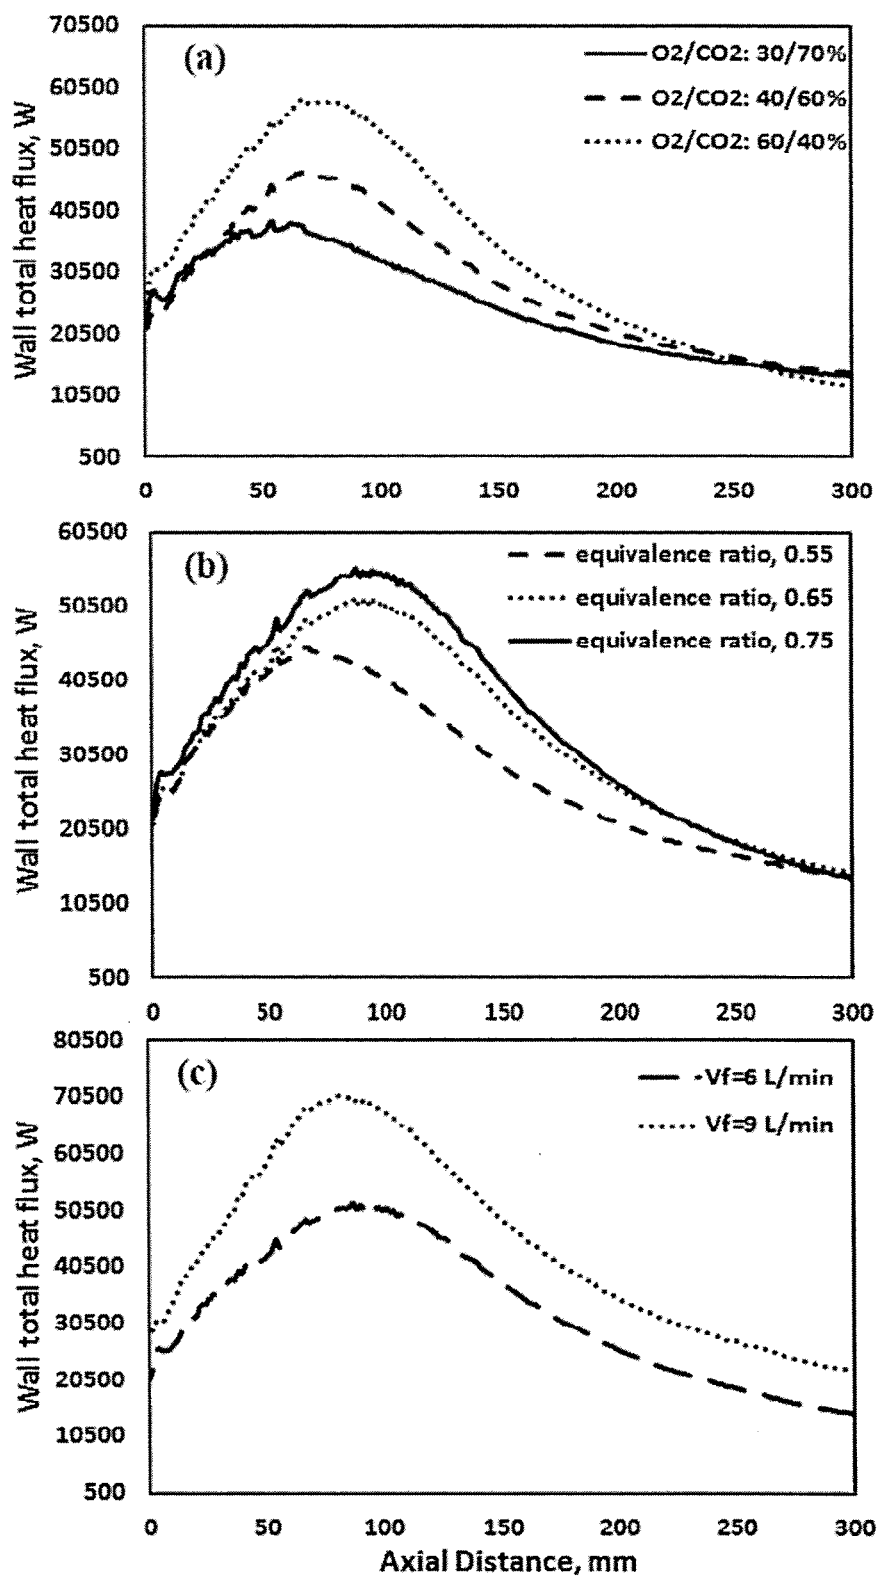 70500
(a)
O2/CO2: 30/70%
60500
O2/CO2: 40/60%
50500
O2/CO2: 60/40%
40500
30500
20500
10500
500
Wall total heat flux, W
0 50 100 150 200 250 300
60500
(b)
equivalence ratio, 0.55
50500
equivalence ratio, 0.65
equivalence ratio, 0.75
40500
30500
20500
10500
500
Wall total heat flux, W
0 50 100 150 200 250 300
80500
(c)
Vf=6 L/min
70500
Vf=9 L/min
60500
50500
40500
30500
20500
10500
500
Wall total heat flux, W
0 50 100 150 200 250 300
Axial Distance, mm